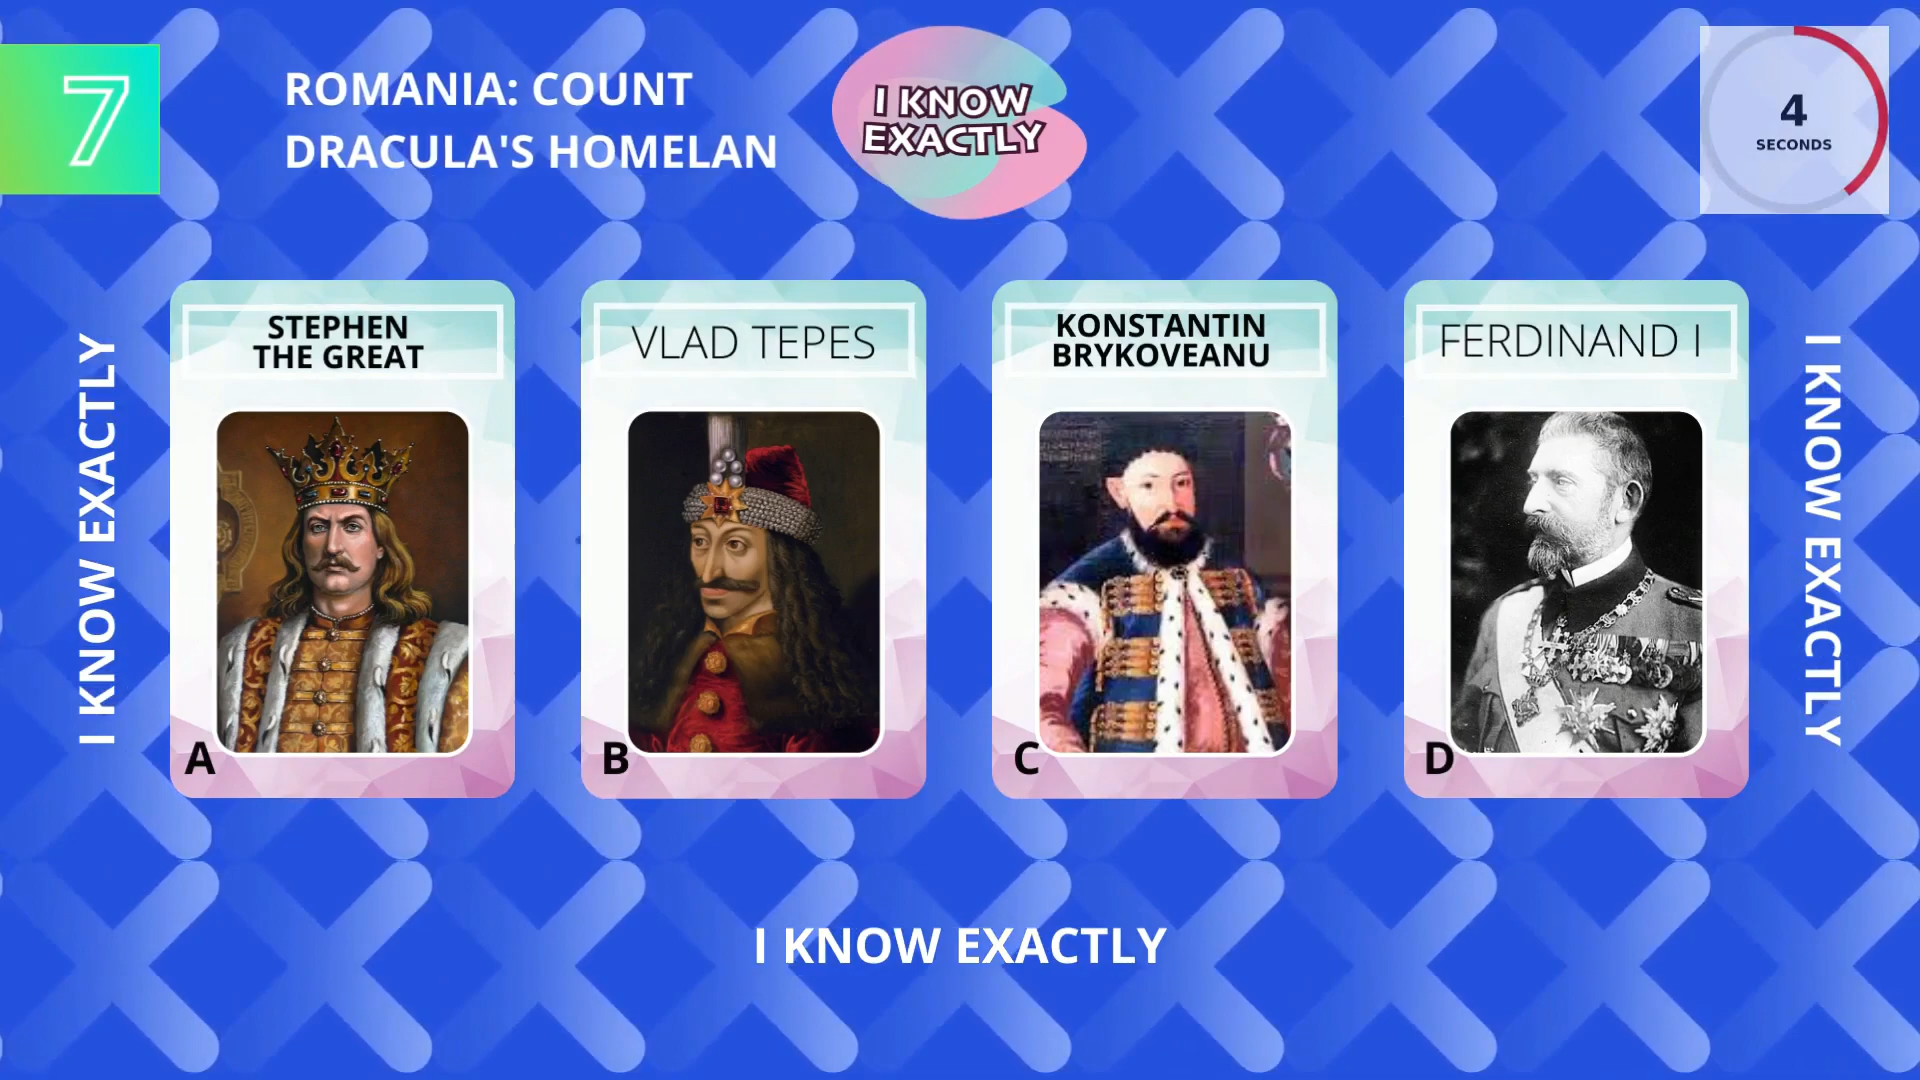 7
ROMANIA: COUNT
DRACULA'S HOMELAN
I KNOW
EXACTLY
4
SECONDS
I KNOW EXACTLY
STEPHEN
THE GREAT
A
VLAD TEPES
B
KONSTANTIN
BRYKOVEANU
C
FERDINAND I
D
I KNOW EXACTLY
I KNOW EXACTLY